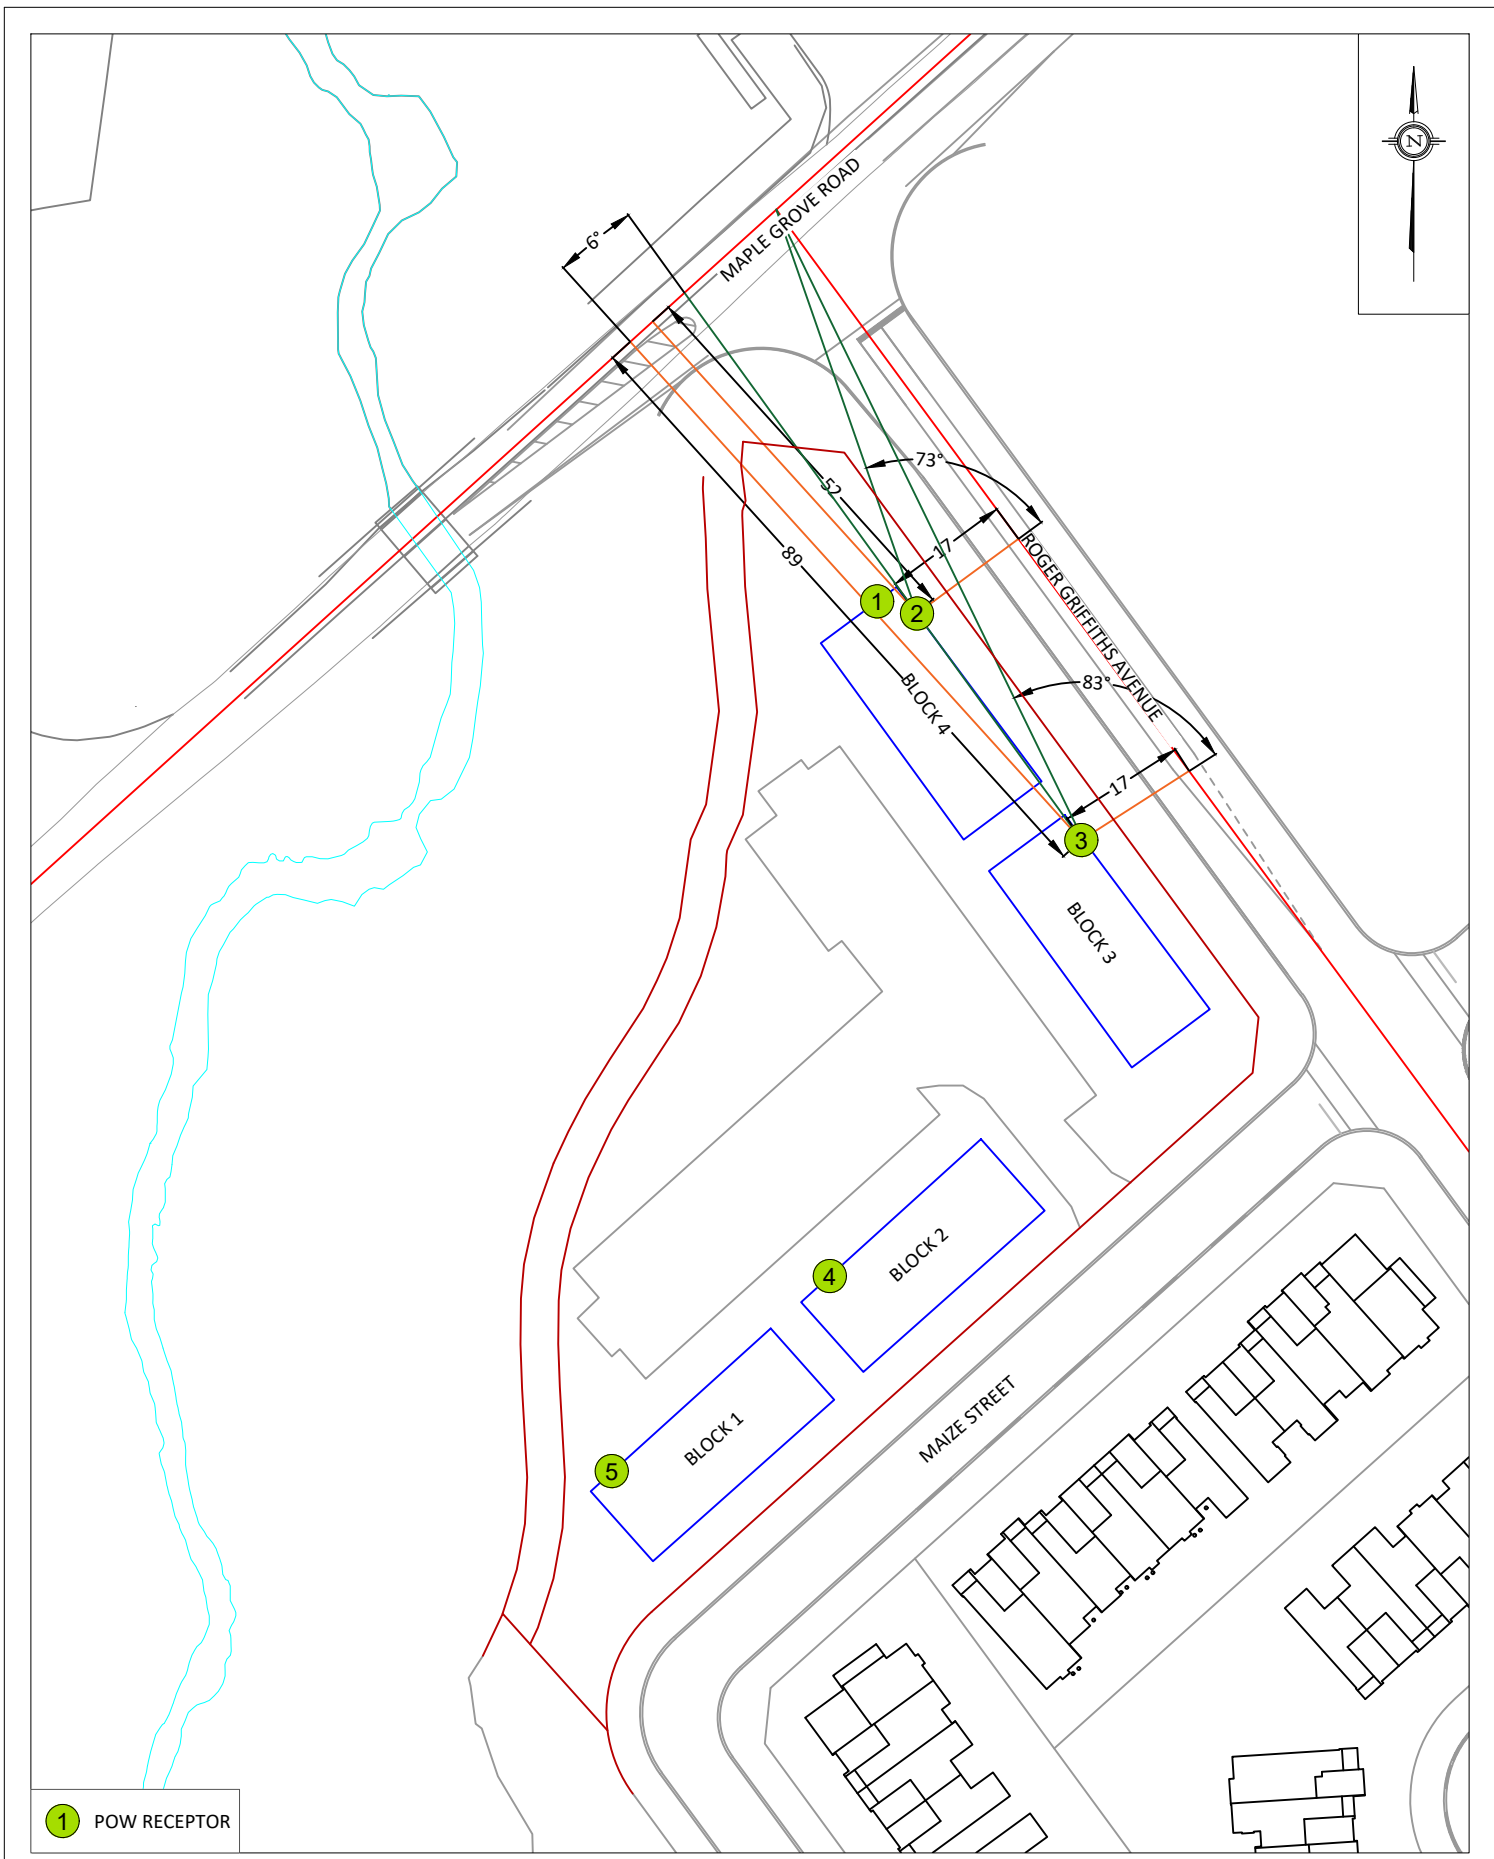 N
MAPLE GROVE ROAD
6°
73°
52
17
89
1
2
ROGER GRIFFITHS AVENUE
83°
BLOCK 4
17
3
BLOCK 3
4
BLOCK 2
5
BLOCK 1
MAIZE STREET
1 POW RECEPTOR